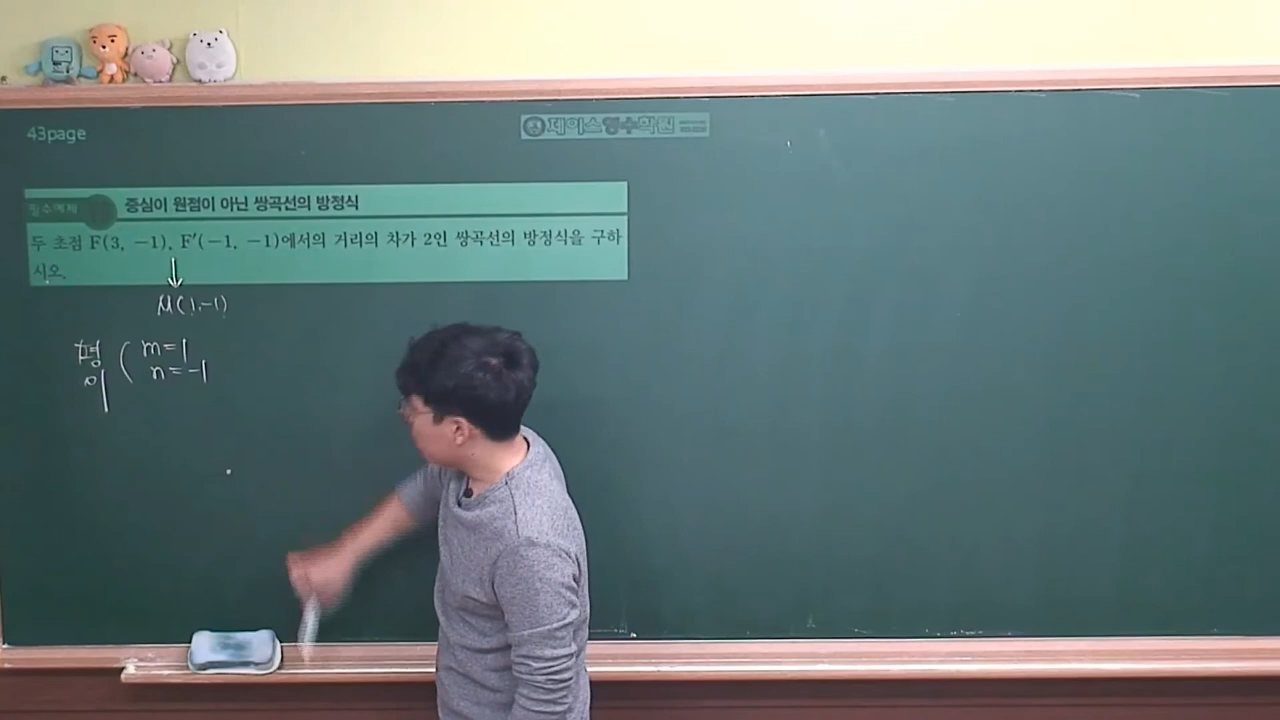 43page
제이스영수학원
필수예제 중심이 원점이 아닌 쌍곡선의 방정식
두 초점 F(3, −1), F′(−1, −1)에서의 거리의 차가 2인 쌍곡선의 방정식을 구하
시오.
M(1,-1)
평 ( m=1
이 n=-1